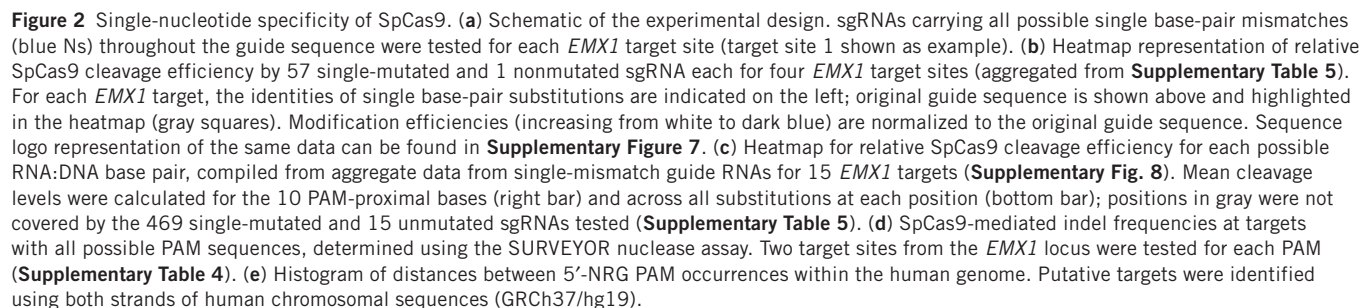 Figure 2 Single-nucleotide specificity of SpCas9. (a) Schematic of the experimental design. sgRNAs carrying all possible single base-pair mismatches
(blue Ns) throughout the guide sequence were tested for each EMX1 target site (target site 1 shown as example). (b) Heatmap representation of relative
SpCas9 cleavage efficiency by 57 single-mutated and 1 nonmutated sgRNA each for four EMX1 target sites (aggregated from Supplementary Table 5).
For each EMX1 target, the identities of single base-pair substitutions are indicated on the left; original guide sequence is shown above and highlighted
in the heatmap (gray squares). Modification efficiencies (increasing from white to dark blue) are normalized to the original guide sequence. Sequence
logo representation of the same data can be found in Supplementary Figure 7. (c) Heatmap for relative SpCas9 cleavage efficiency for each possible
RNA:DNA base pair, compiled from aggregate data from single-mismatch guide RNAs for 15 EMX1 targets (Supplementary Fig. 8). Mean cleavage
levels were calculated for the 10 PAM-proximal bases (right bar) and across all substitutions at each position (bottom bar); positions in gray were not
covered by the 469 single-mutated and 15 unmutated sgRNAs tested (Supplementary Table 5). (d) SpCas9-mediated indel frequencies at targets
with all possible PAM sequences, determined using the SURVEYOR nuclease assay. Two target sites from the EMX1 locus were tested for each PAM
(Supplementary Table 4). (e) Histogram of distances between 5′-NRG PAM occurrences within the human genome. Putative targets were identified
using both strands of human chromosomal sequences (GRCh37/hg19).